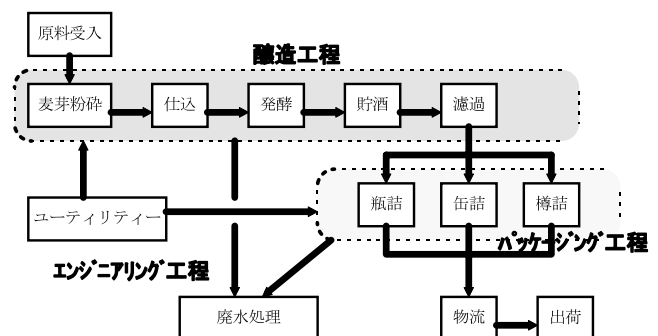 原料受入
醸造工程
麦芽粉砕
仕込
発酵
貯酒
濾過
瓶詰
缶詰
樽詰
ユーティリティー
パッケージング工程
エンジニアリング工程
廃水処理
物流
出荷